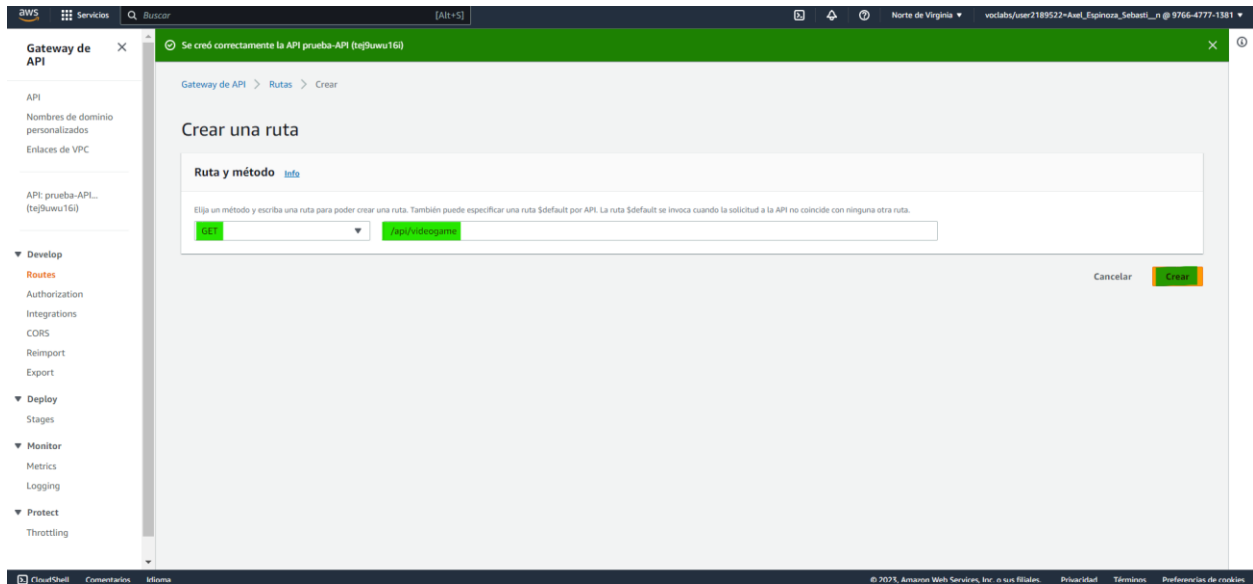 aws
Servicios
Buscar
[Alt+S]
Norte de Virginia
voclabs/user2189522=Axel_Espinoza_Sebasti__n @ 9766-4777-1381
Gateway de
API
API
Nombres de dominio
personalizados
Enlaces de VPC
API: prueba-API...
(tej9uwu16i)
Develop
Routes
Authorization
Integrations
CORS
Reimport
Export
Deploy
Stages
Monitor
Metrics
Logging
Protect
Throttling
Se creó correctamente la API prueba-API (tej9uwu16i)
Gateway de API > Rutas > Crear
Crear una ruta
Ruta y método Info
Elija un método y escriba una ruta para poder crear una ruta. También puede especificar una ruta $default por API. La ruta $default se invoca cuando la solicitud a la API no coincide con ninguna otra ruta.
GET
/api/videogame
Cancelar
Crear
CloudShell Comentarios Idioma
© 2023, Amazon Web Services, Inc. o sus filiales. Privacidad Términos Preferencias de cookies